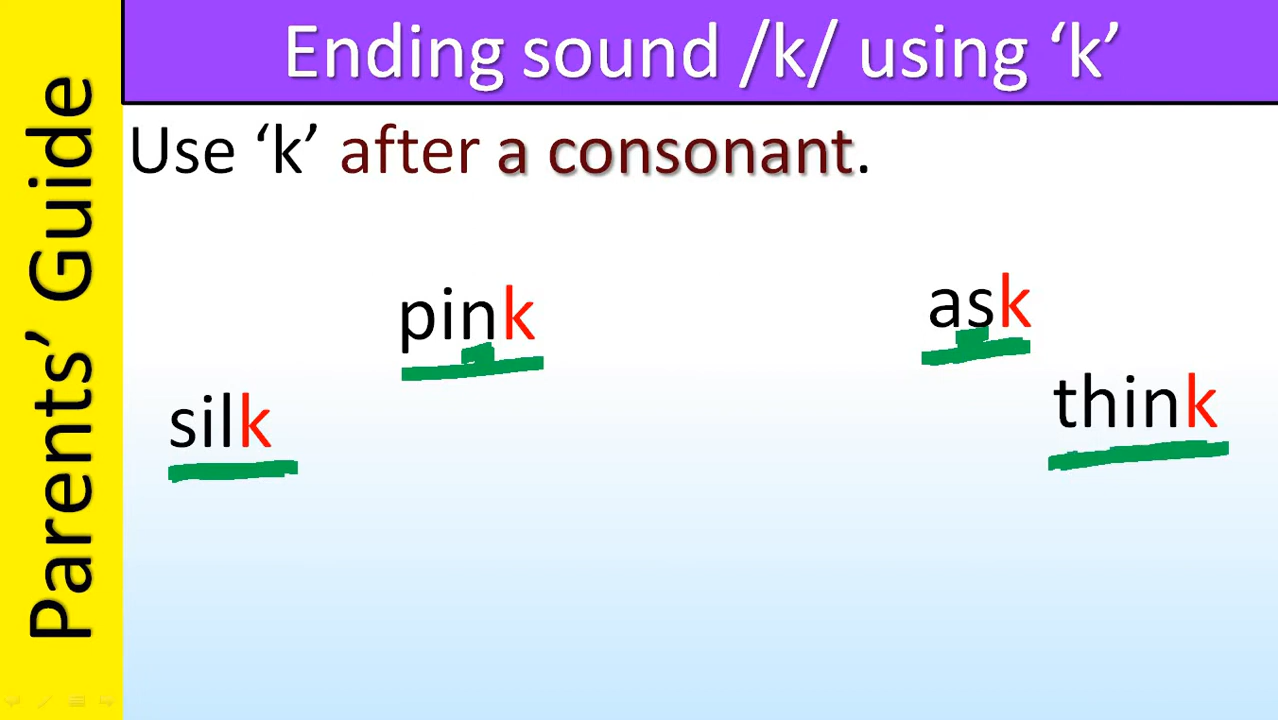 Parents' Guide
Ending sound /k/ using ‘k’
Use ‘k’ after a consonant.
pink
ask
silk
think